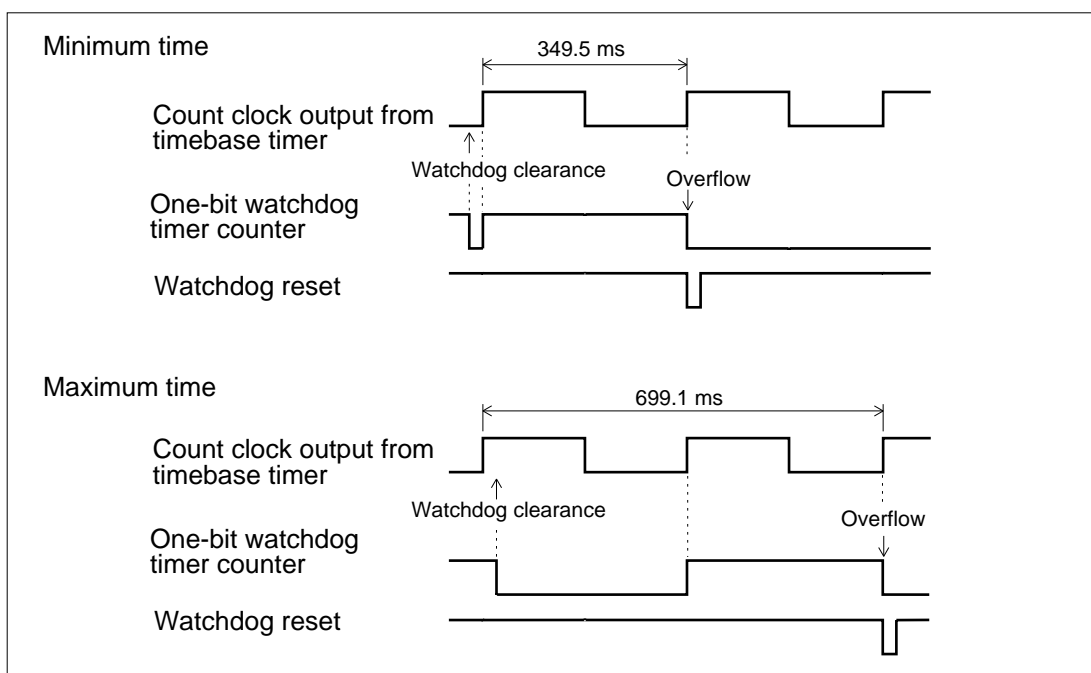 Minimum time
349.5 ms
Count clock output from
timebase timer
Watchdog clearance
Overflow
One-bit watchdog
timer counter
Watchdog reset
Maximum time
699.1 ms
Count clock output from
timebase timer
Watchdog clearance
Overflow
One-bit watchdog
timer counter
Watchdog reset